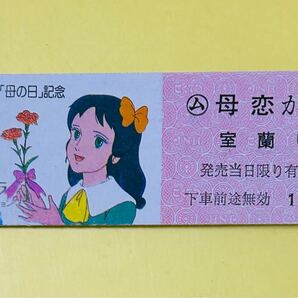 「母の日」記念
㋰母恋か
室蘭
発売当日限り有
下車前途無効 1